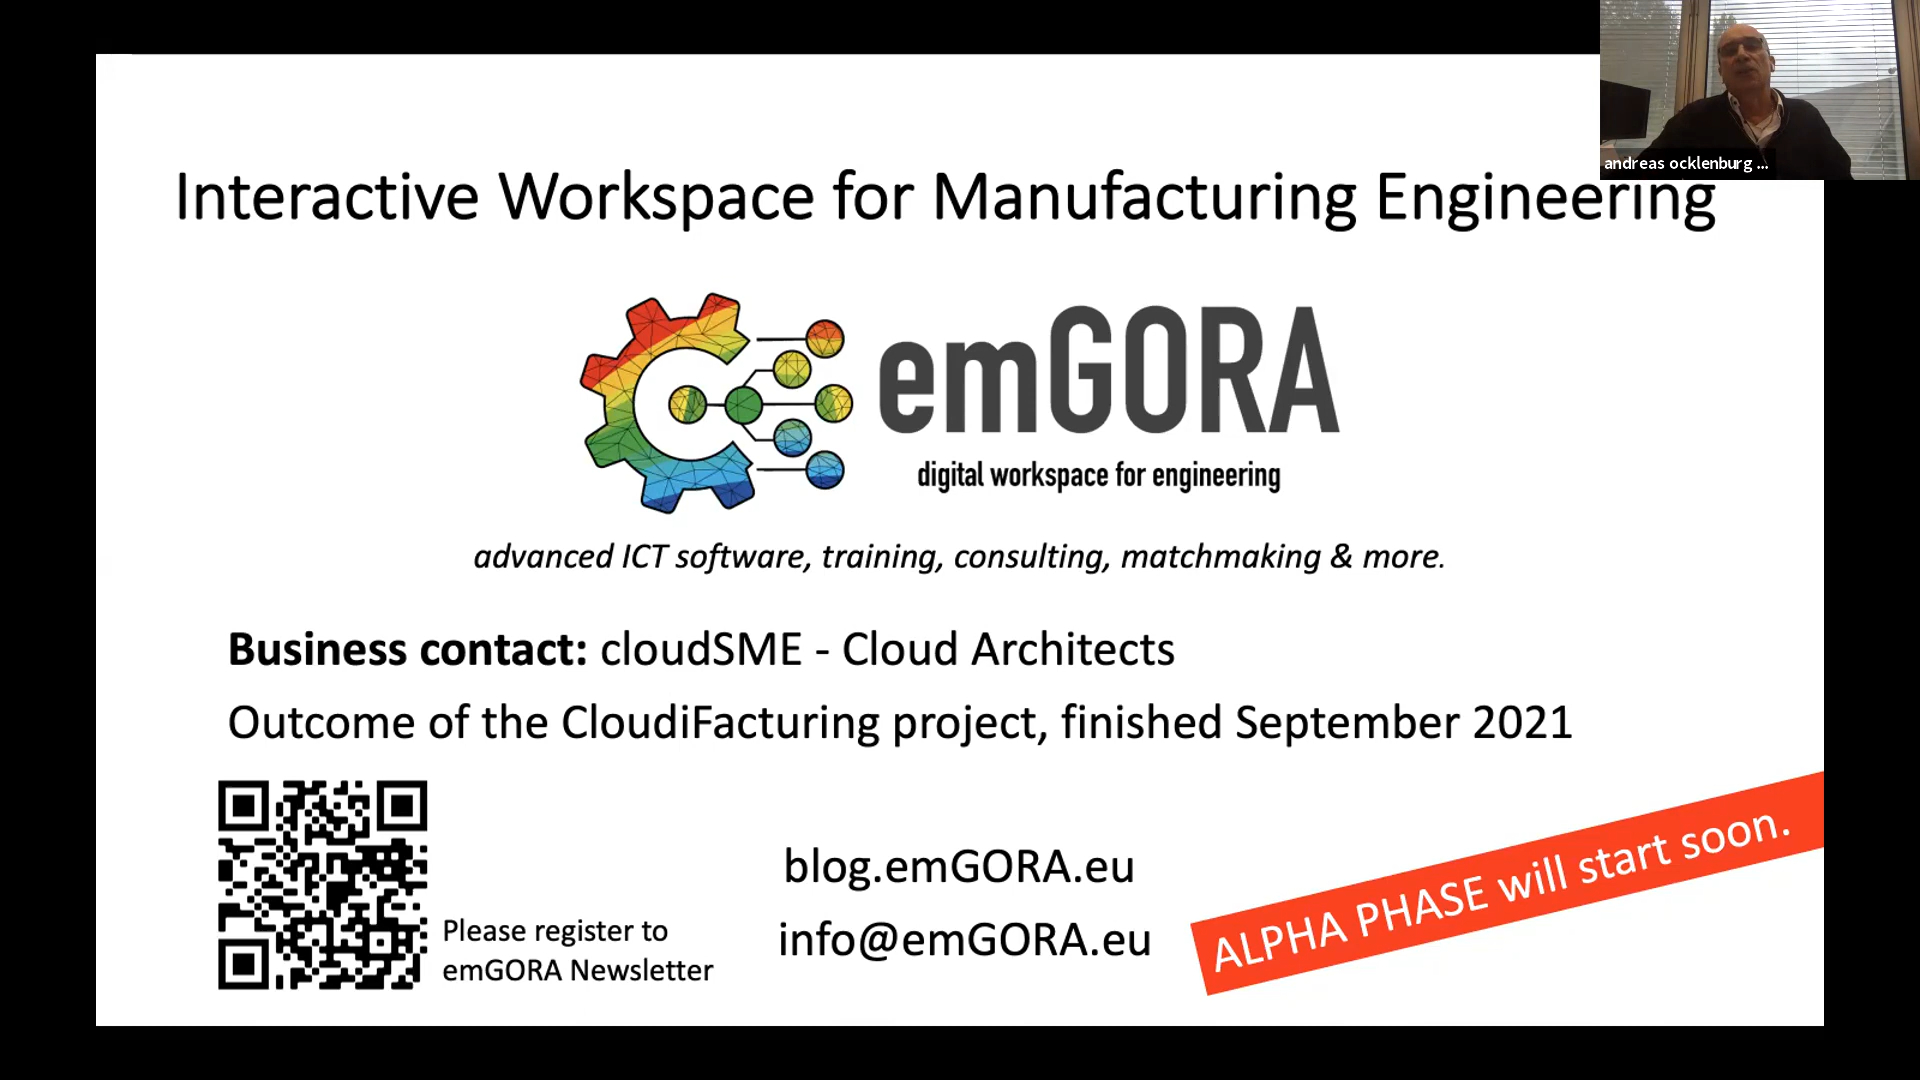 andreas ocklenburg ...
Interactive Workspace for Manufacturing Engineering
emGORA
digital workspace for engineering
advanced ICT software, training, consulting, matchmaking & more.
Business contact: cloudSME - Cloud Architects
Outcome of the CloudiFacturing project, finished September 2021
Please register to
emGORA Newsletter
blog.emGORA.eu
info@emGORA.eu
ALPHA PHASE will start soon.